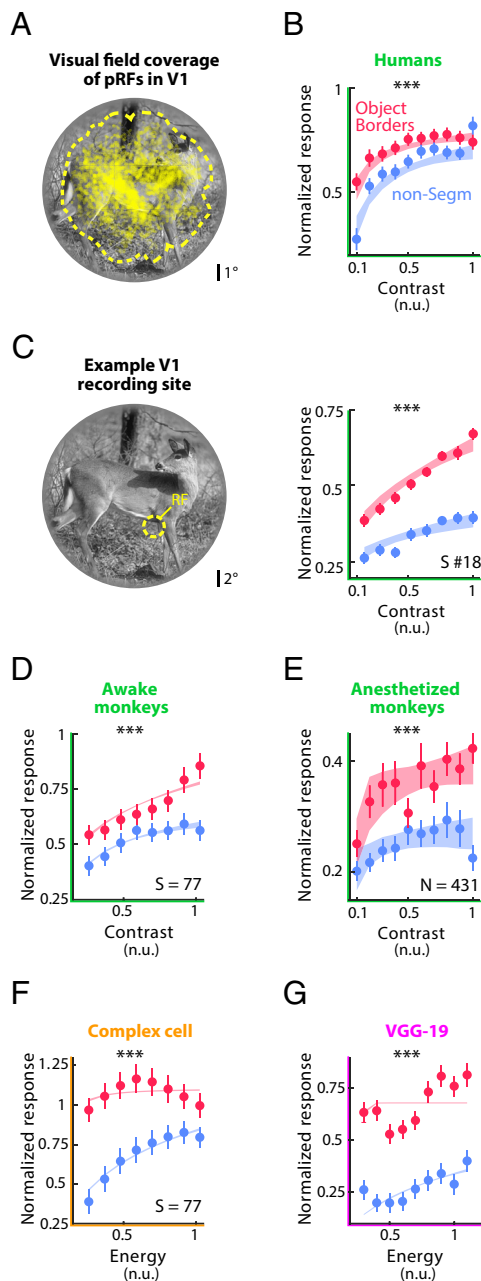 A
Visual field coverage
of pRFs in V1
1°
B
Humans
***
Object
Borders
non-Segm
Normalized response
1
0.5
0.1
0.5
1
Contrast
(n.u.)
C
Example V1
recording site
RF
2°
***
Normalized response
0.75
0.25
S #18
0.1
0.5
1
Contrast
(n.u.)
D
Awake
monkeys
***
Normalized response
1
0.75
0.5
0.25
S = 77
0.5
1
Contrast
(n.u.)
E
Anesthetized
monkeys
***
Normalized response
0.4
0.2
N = 431
0.1
0.5
1
Contrast
(n.u.)
F
Complex cell
***
Normalized response
1.25
1
0.75
0.5
0.25
S = 77
0.5
1
Energy
(n.u.)
G
VGG-19
***
Normalized response
0.75
0.25
0.5
1
Energy
(n.u.)